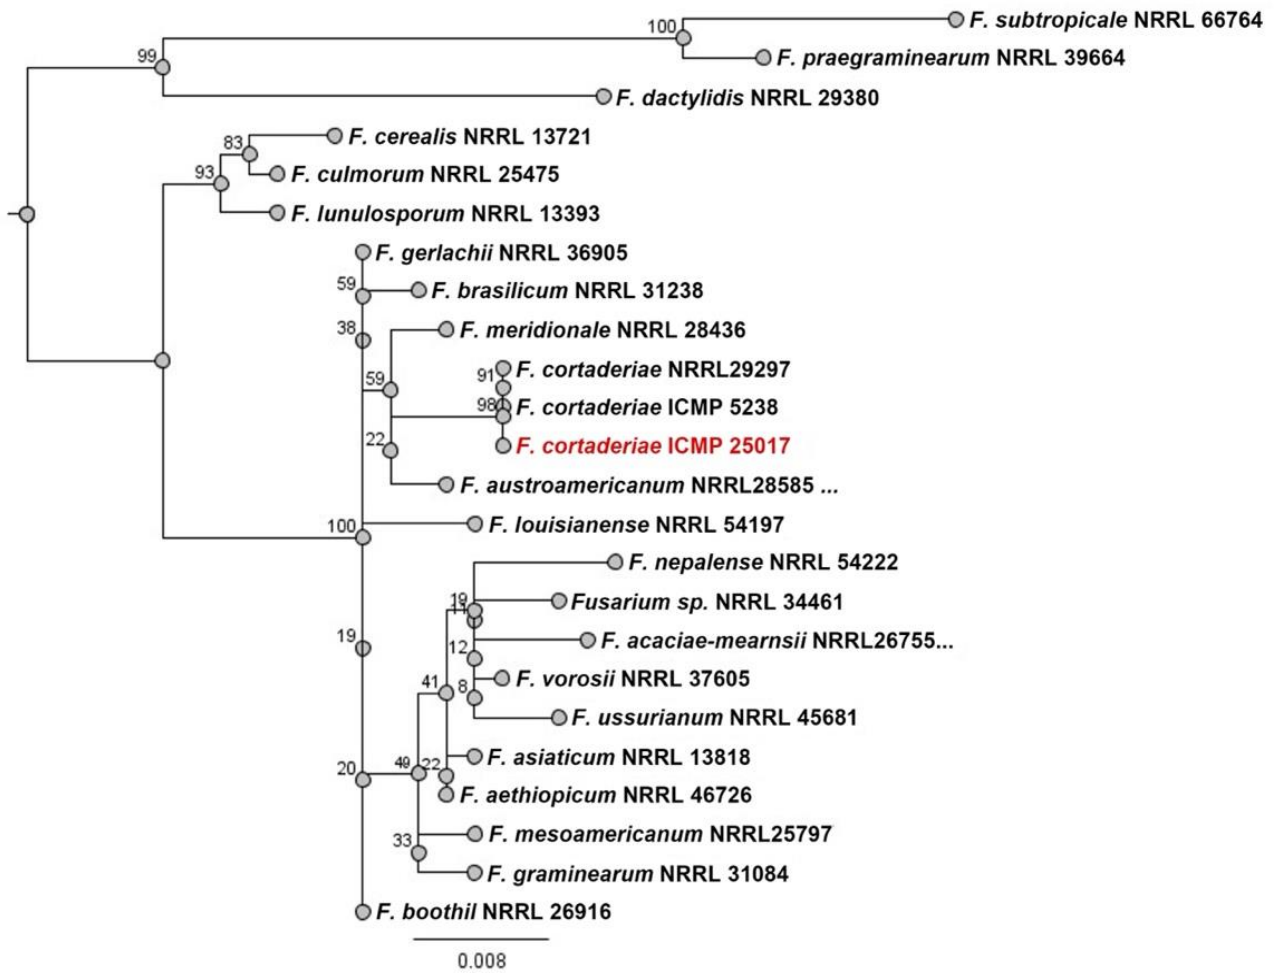 100
F. subtropicale NRRL 66764
F. praegraminearum NRRL 39664
99
F. dactylidis NRRL 29380
F. cerealis NRRL 13721
83
F. culmorum NRRL 25475
93
F. lunulosporum NRRL 13393
F. gerlachii NRRL 36905
59
F. brasilicum NRRL 31238
38
F. meridionale NRRL 28436
F. cortaderiae NRRL29297
91
59
98
F. cortaderiae ICMP 5238
22
F. cortaderiae ICMP 25017
F. austroamericanum NRRL28585 ...
100
F. louisianense NRRL 54197
F. nepalense NRRL 54222
19
11
Fusarium sp. NRRL 34461
19
12
F. acaciae-mearnsii NRRL26755...
41
8
F. vorosii NRRL 37605
F. ussurianum NRRL 45681
20
22
F. asiaticum NRRL 13818
F. aethiopicum NRRL 46726
33
F. mesoamericanum NRRL25797
F. graminearum NRRL 31084
F. boothil NRRL 26916
0.008